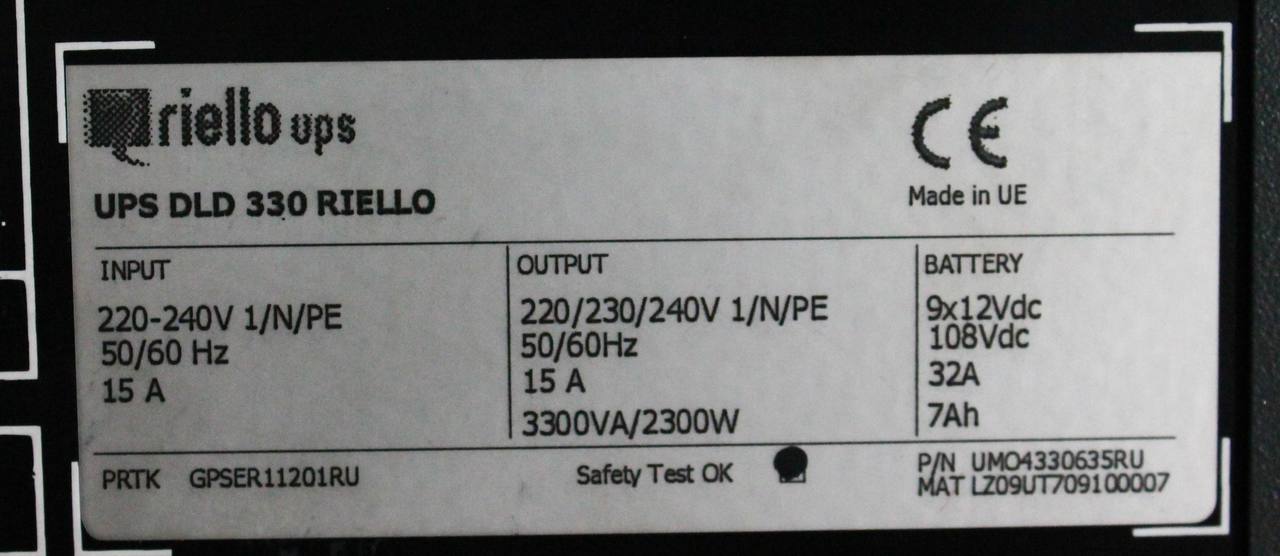 riello ups
CE
UPS DLD 330 RIELLO
Made in UE
INPUT
220-240V 1/N/PE
50/60 Hz
15 A
OUTPUT
220/230/240V 1/N/PE
50/60Hz
15 A
3300VA/2300W
BATTERY
9x12Vdc
108Vdc
32A
7Ah
PRTK GPSER11201RU
Safety Test OK
P/N UMO4330635RU
MAT LZ09UT709100007